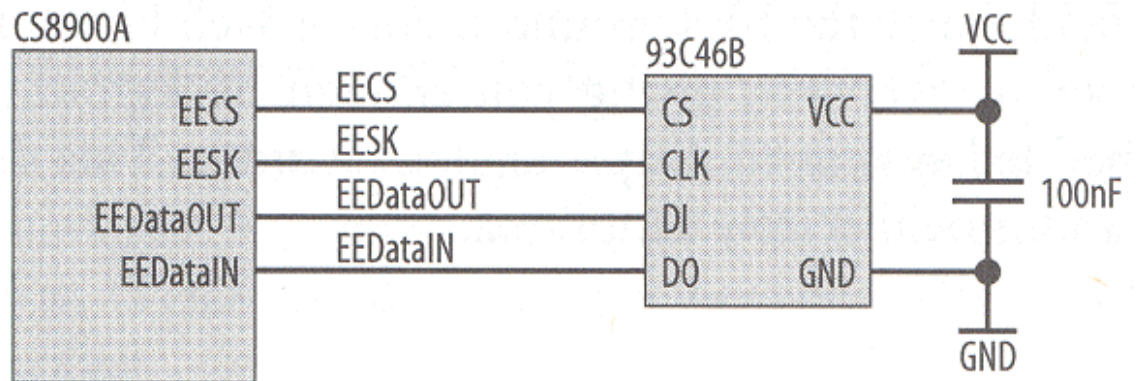 CS8900A
EECS
EESK
EEDataOUT
EEDataIN
EECS
EESK
EEDataOUT
EEDataIN
93C46B
CS
CLK
DI
DO
VCC
GND
VCC
100nF
GND